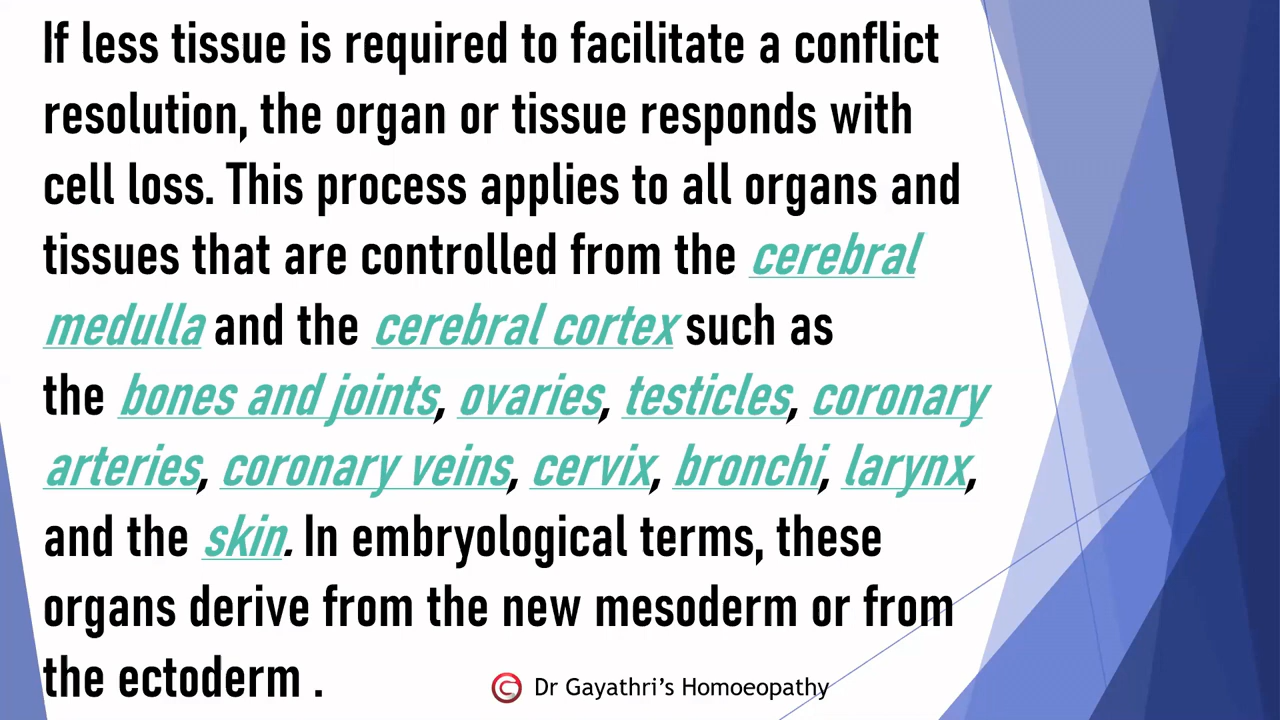 If less tissue is required to facilitate a conflict
resolution, the organ or tissue responds with
cell loss. This process applies to all organs and
tissues that are controlled from the cerebral
medulla and the cerebral cortex such as
the bones and joints, ovaries, testicles, coronary
arteries, coronary veins, cervix, bronchi, larynx,
and the skin. In embryological terms, these
organs derive from the new mesoderm or from
the ectoderm .
C Dr Gayathri's Homoeopathy